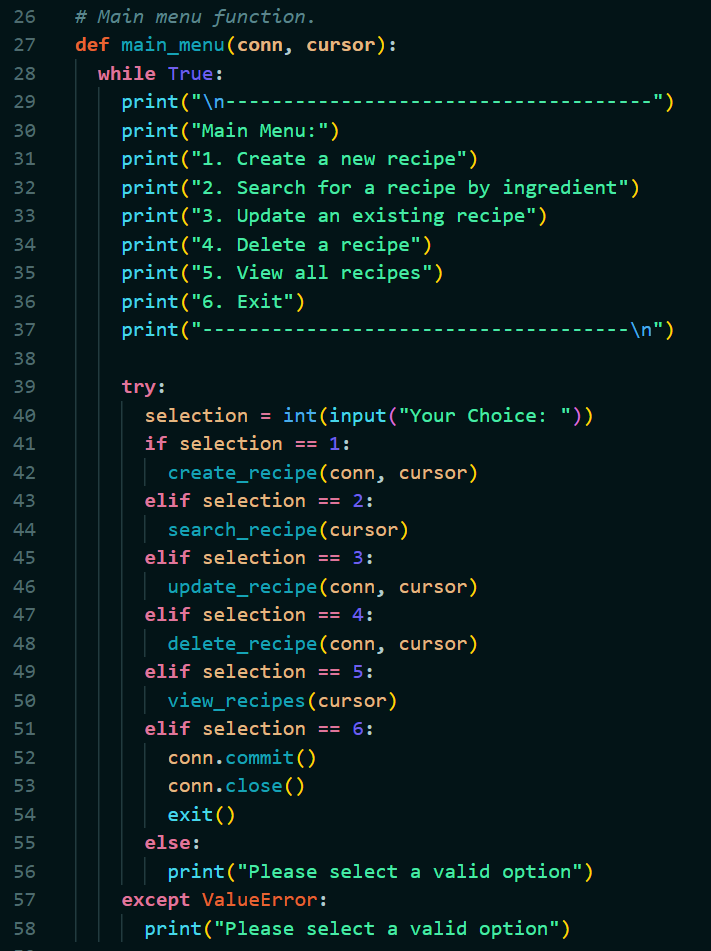 26 # Main menu function.
27 def main_menu(conn, cursor):
28 while True:
29 print("\n-------------------------------------")
30 print("Main Menu:")
31 print("1. Create a new recipe")
32 print("2. Search for a recipe by ingredient")
33 print("3. Update an existing recipe")
34 print("4. Delete a recipe")
35 print("5. View all recipes")
36 print("6. Exit")
37 print("-------------------------------------\n")
38
39 try:
40 selection = int(input("Your Choice: "))
41 if selection == 1:
42 create_recipe(conn, cursor)
43 elif selection == 2:
44 search_recipe(cursor)
45 elif selection == 3:
46 update_recipe(conn, cursor)
47 elif selection == 4:
48 delete_recipe(conn, cursor)
49 elif selection == 5:
50 view_recipes(cursor)
51 elif selection == 6:
52 conn.commit()
53 conn.close()
54 exit()
55 else:
56 print("Please select a valid option")
57 except ValueError:
58 print("Please select a valid option")